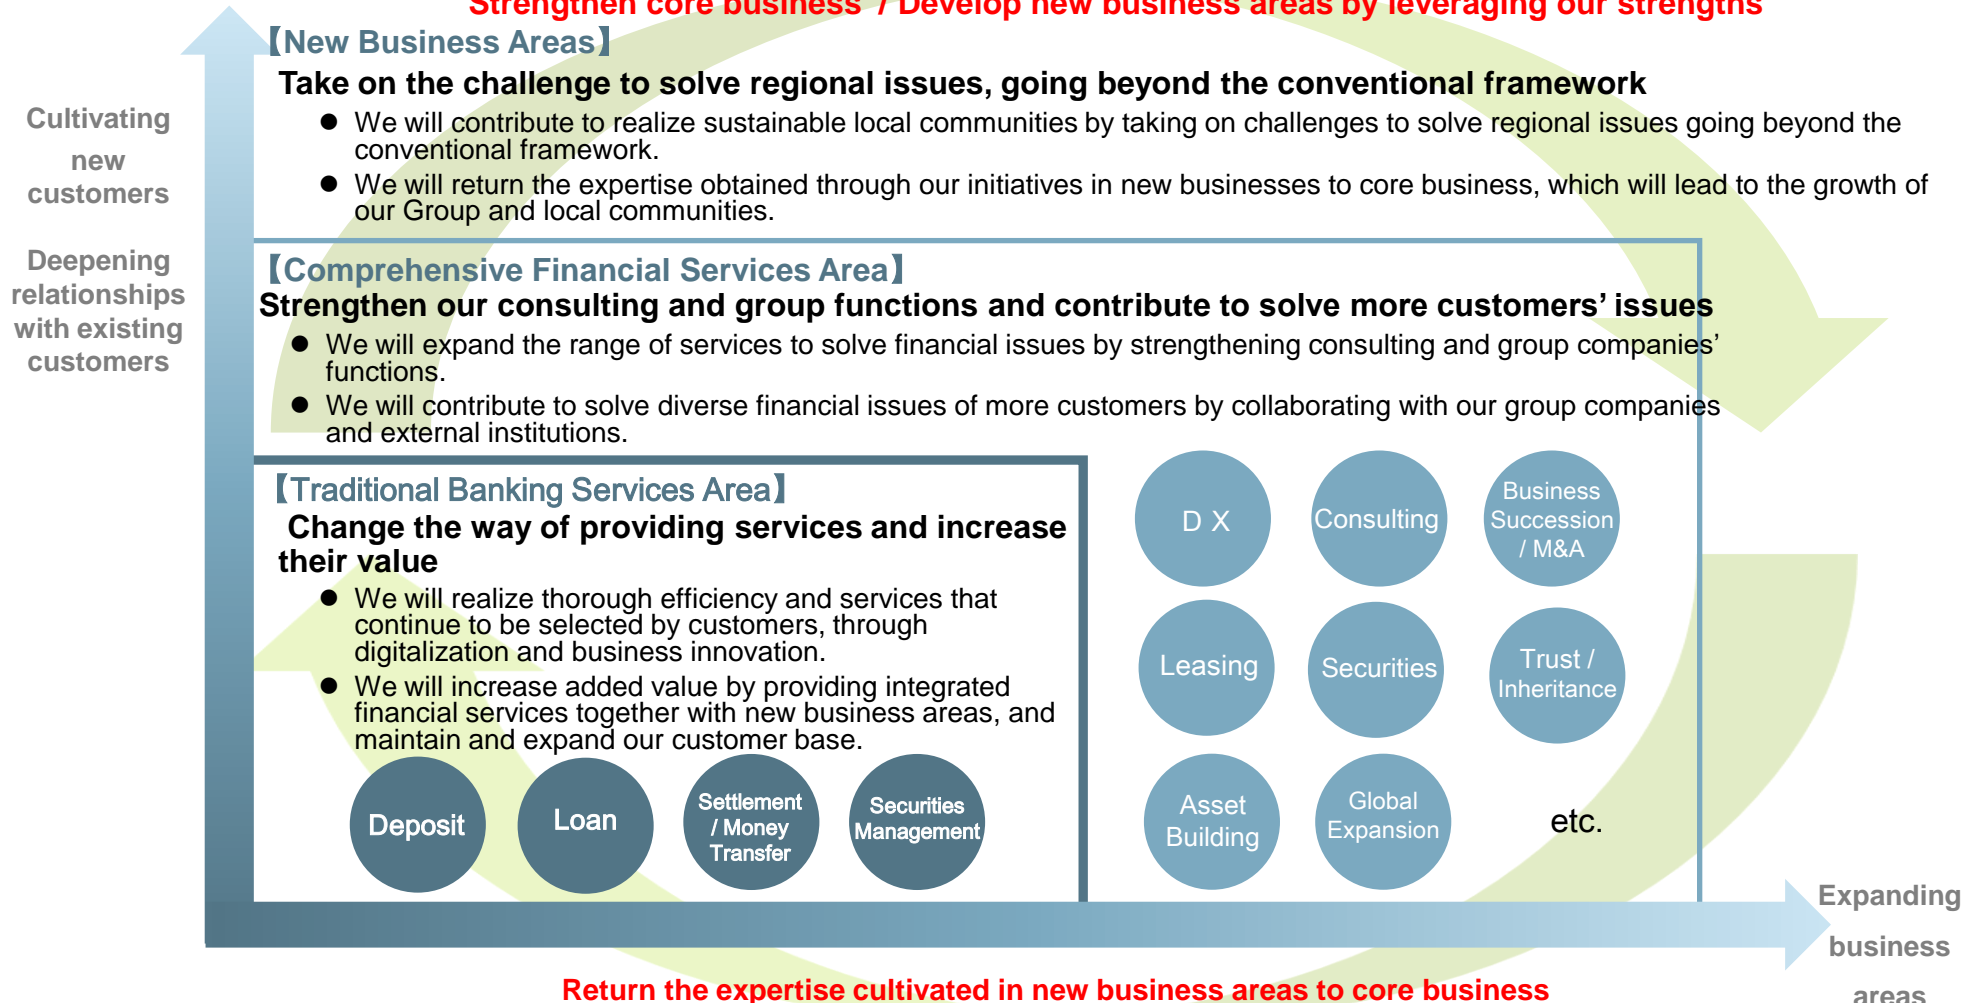 Strengthen core business / Develop new business areas by leveraging our strengths
【New Business Areas】
Take on the challenge to solve regional issues, going beyond the conventional framework
● We will contribute to realize sustainable local communities by taking on challenges to solve regional issues going beyond the
conventional framework.
● We will return the expertise obtained through our initiatives in new businesses to core business, which will lead to the growth of
our Group and local communities.
Cultivating
new
customers
Deepening
relationships
with existing
customers
【Comprehensive Financial Services Area】
Strengthen our consulting and group functions and contribute to solve more customers' issues
● We will expand the range of services to solve financial issues by strengthening consulting and group companies'
functions.
● We will contribute to solve diverse financial issues of more customers by collaborating with our group companies
and external institutions.
【Traditional Banking Services Area】
Change the way of providing services and increase
their value
● We will realize thorough efficiency and services that
continue to be selected by customers, through
digitalization and business innovation.
● We will increase added value by providing integrated
financial services together with new business areas, and
maintain and expand our customer base.
Deposit
Loan
Settlement
/ Money
Transfer
Securities
Management
D X
Consulting
Business
Succession
/ M&A
Leasing
Securities
Trust /
Inheritance
Asset
Building
Global
Expansion
etc.
Expanding
business
areas
Return the expertise cultivated in new business areas to core business